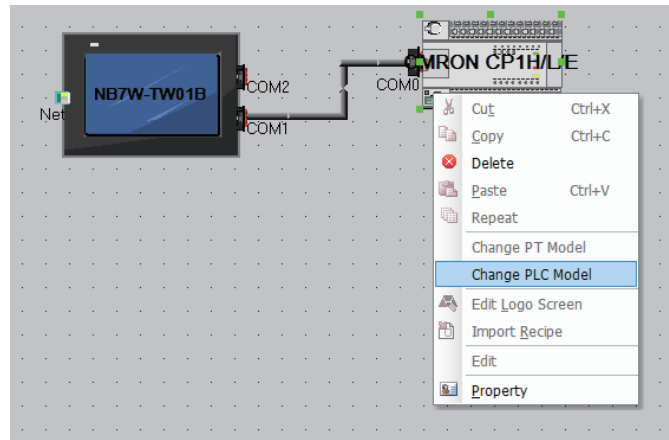 MRON CP1H/L/E
NB7W-TW01B
COM2
COM0
Net
COM1
Cut Ctrl+X
Copy Ctrl+C
Delete
Paste Ctrl+V
Repeat
Change PT Model
Change PLC Model
Edit Logo Screen
Import Recipe
Edit
Property